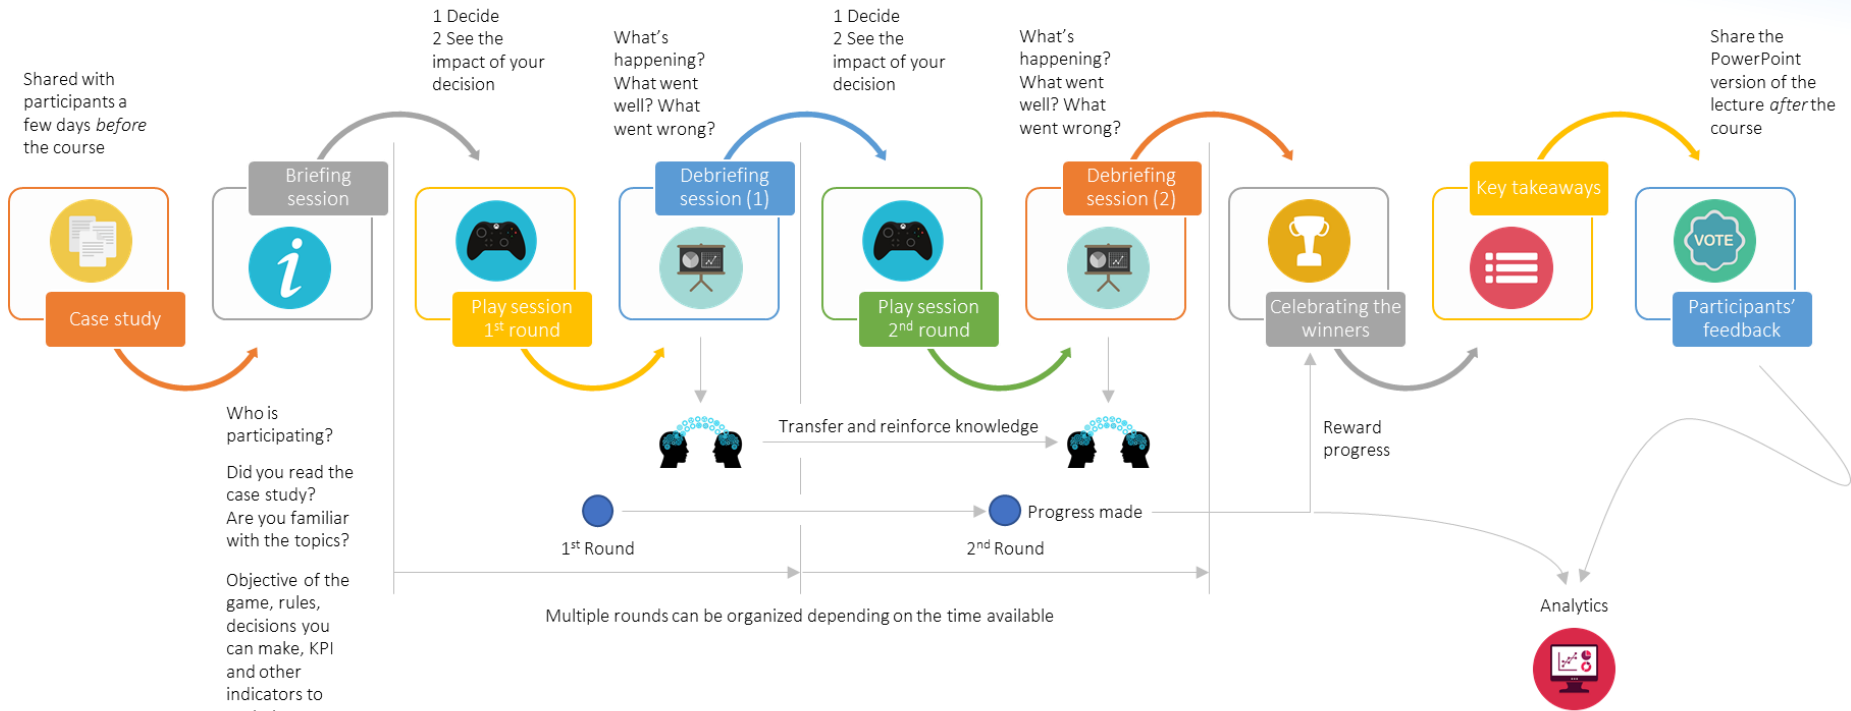 Shared with
participants a
few days before
the course
Case study
Briefing
session
Who is
participating?
Did you read the
case study?
Are you familiar
with the topics?
Objective of the
game, rules,
decisions you
can make, KPI
and other
indicators to
1 Decide
2 See the
impact of your
decision
Play session
1st round
What's
happening?
What went
well? What
went wrong?
Debriefing
session (1)
1 Decide
2 See the
impact of your
decision
Play session
2nd round
What's
happening?
What went
well? What
went wrong?
Debriefing
session (2)
Celebrating the
winners
Key takeaways
Share the
PowerPoint
version of the
lecture after the
course
VOTE
Participants'
feedback
Transfer and reinforce knowledge
Reward
progress
Progress made
1st Round
2nd Round
Multiple rounds can be organized depending on the time available
Analytics